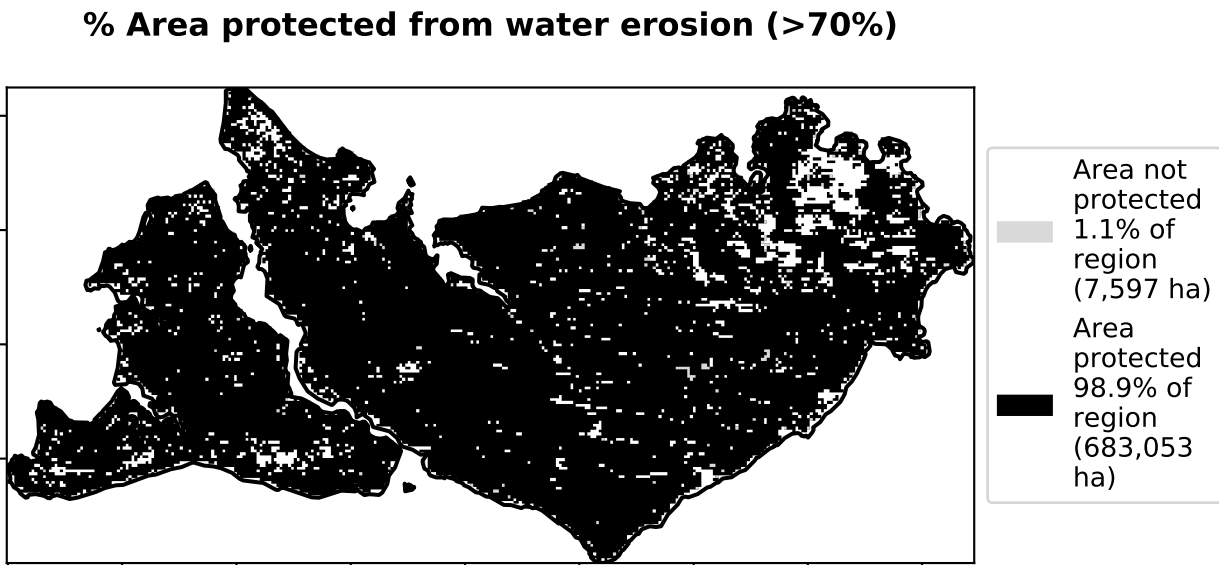 % Area protected from water erosion (>70%)
Area not
protected
1.1% of
region
(7,597 ha)
Area
protected
98.9% of
region
(683,053
ha)